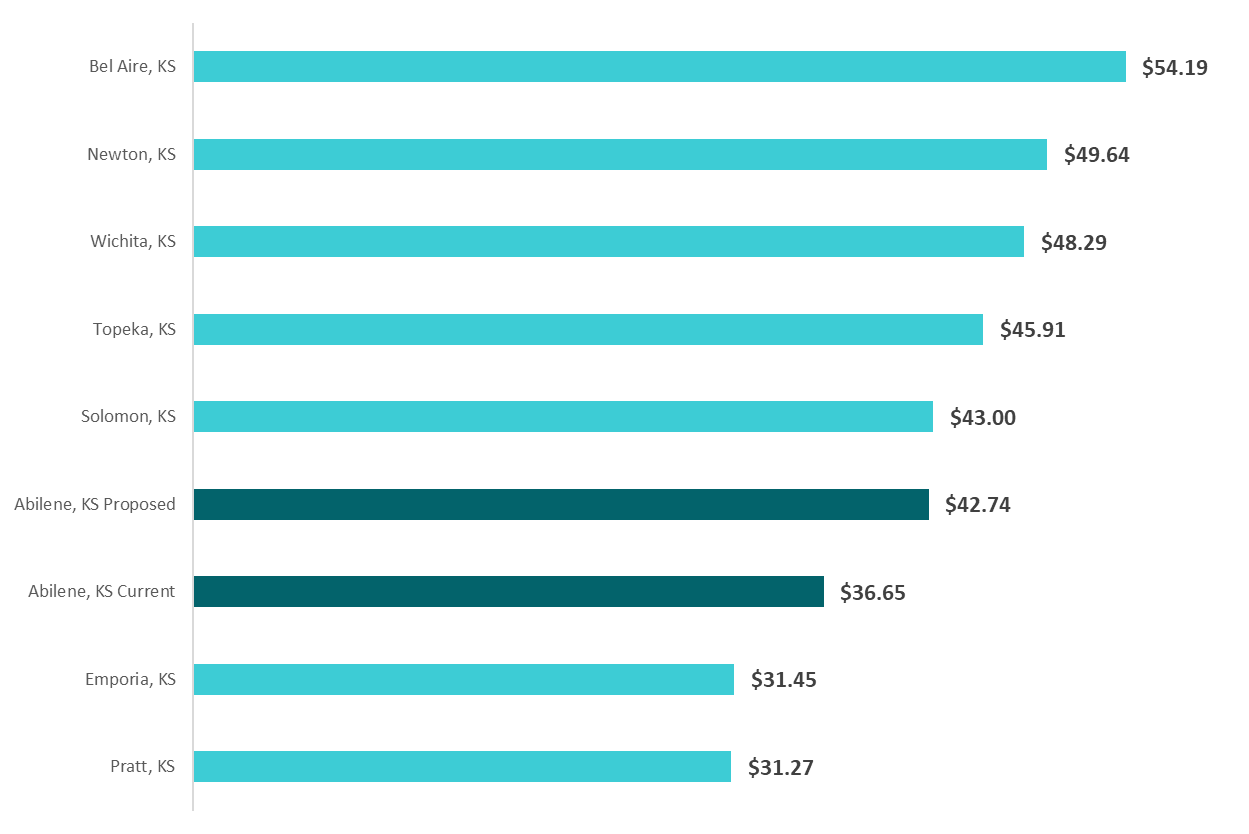 Bel Aire, KS $54.19
Newton, KS $49.64
Wichita, KS $48.29
Topeka, KS $45.91
Solomon, KS $43.00
Abilene, KS Proposed $42.74
Abilene, KS Current $36.65
Emporia, KS $31.45
Pratt, KS $31.27